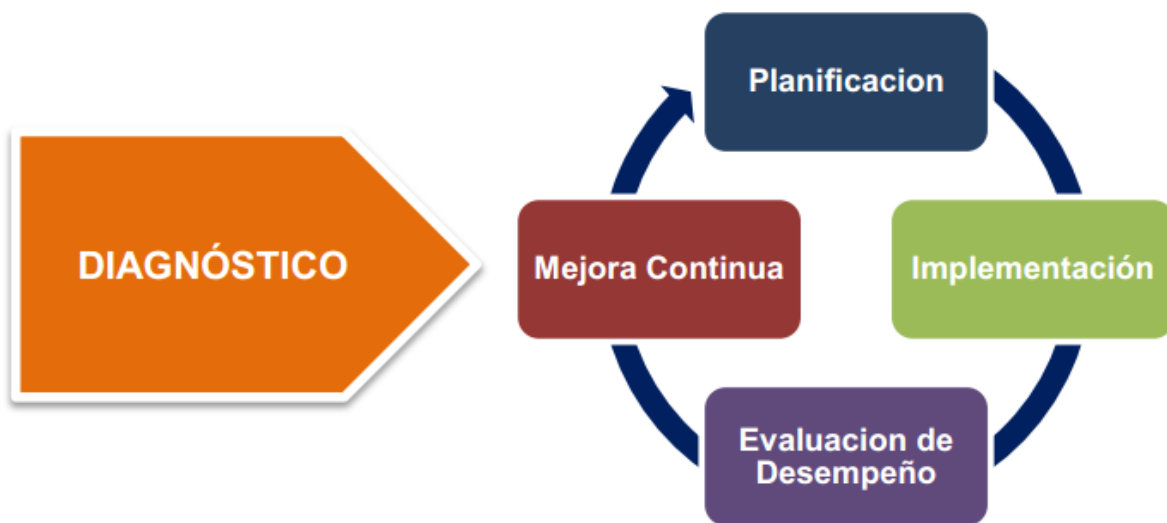 DIAGNÓSTICO
Planificacion
Implementación
Evaluacion de
Desempeño
Mejora Continua